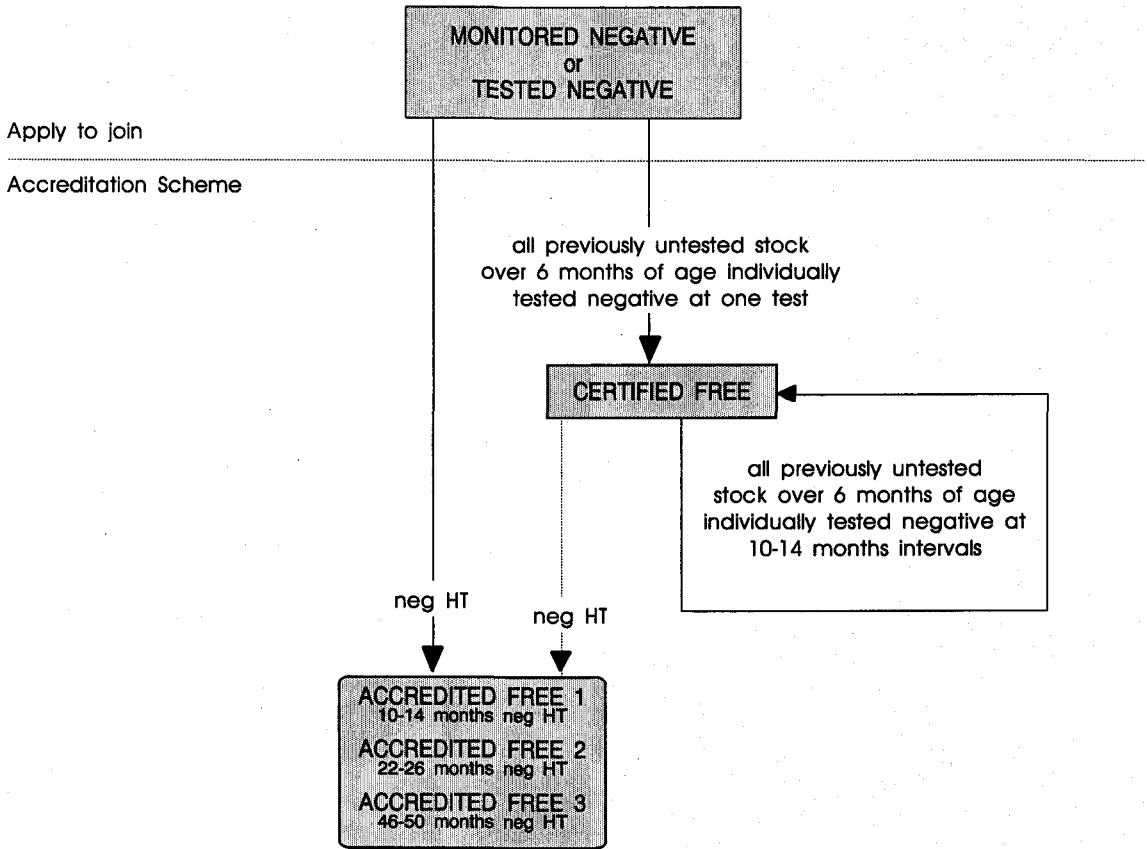 MONITORED NEGATIVE
or
TESTED NEGATIVE
Apply to join
Accreditation Scheme
all previously untested stock
over 6 months of age individually
tested negative at one test
CERTIFIED FREE
all previously untested
stock over 6 months of age
individually tested negative at
10-14 months intervals
neg HT
neg HT
ACCREDITED FREE 1
10-14 months neg HT
ACCREDITED FREE 2
22-26 months neg HT
ACCREDITED FREE 3
46-50 months neg HT